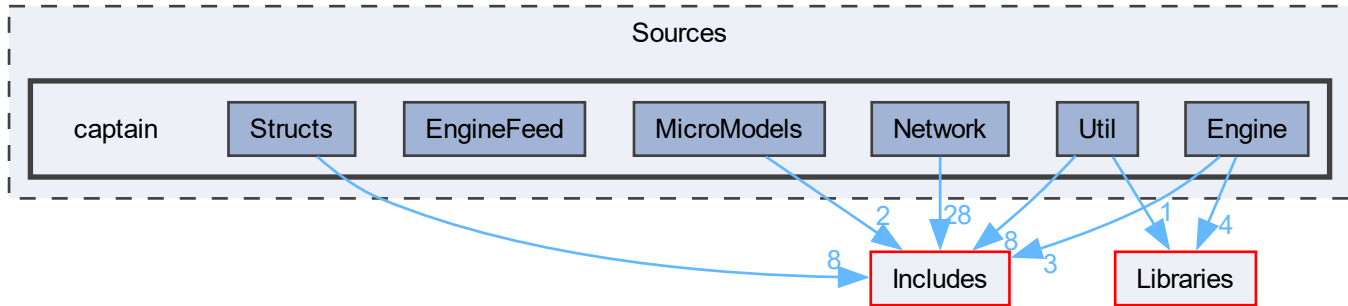 Sources
captain
Structs
EngineFeed
MicroModels
Network
Util
Engine
2
28
1
4
8
8
3
Includes
Libraries